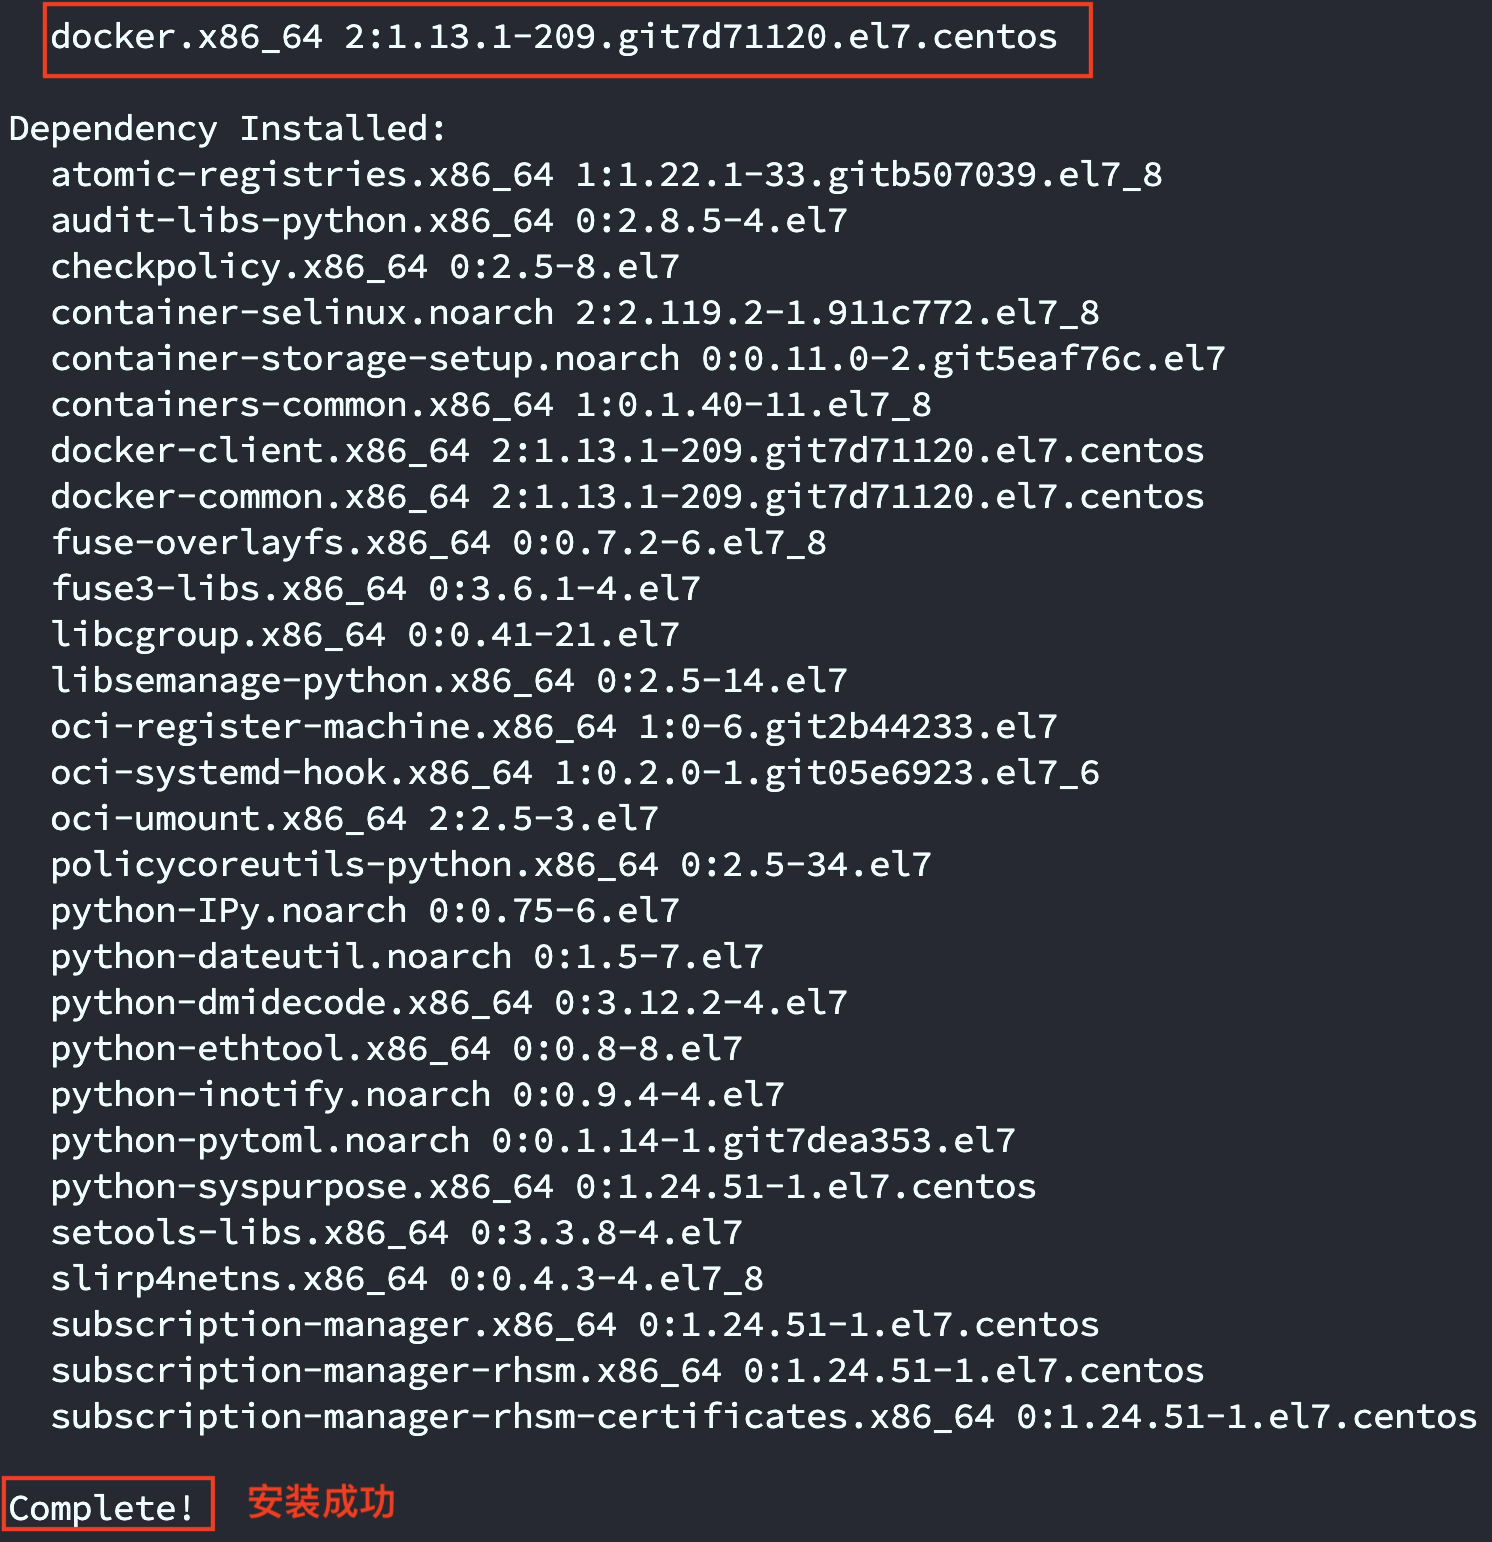 docker.x86_64 2:1.13.1-209.git7d71120.el7.centos
Dependency Installed:
atomic-registries.x86_64 1:1.22.1-33.gitb507039.el7_8
audit-libs-python.x86_64 0:2.8.5-4.el7
checkpolicy.x86_64 0:2.5-8.el7
container-selinux.noarch 2:2.119.2-1.911c772.el7_8
container-storage-setup.noarch 0:0.11.0-2.git5eaf76c.el7
containers-common.x86_64 1:0.1.40-11.el7_8
docker-client.x86_64 2:1.13.1-209.git7d71120.el7.centos
docker-common.x86_64 2:1.13.1-209.git7d71120.el7.centos
fuse-overlayfs.x86_64 0:0.7.2-6.el7_8
fuse3-libs.x86_64 0:3.6.1-4.el7
libcgroup.x86_64 0:0.41-21.el7
libsemanage-python.x86_64 0:2.5-14.el7
oci-register-machine.x86_64 1:0-6.git2b44233.el7
oci-systemd-hook.x86_64 1:0.2.0-1.git05e6923.el7_6
oci-umount.x86_64 2:2.5-3.el7
policycoreutils-python.x86_64 0:2.5-34.el7
python-IPy.noarch 0:0.75-6.el7
python-dateutil.noarch 0:1.5-7.el7
python-dmidecode.x86_64 0:3.12.2-4.el7
python-ethtool.x86_64 0:0.8-8.el7
python-inotify.noarch 0:0.9.4-4.el7
python-pytoml.noarch 0:0.1.14-1.git7dea353.el7
python-syspurpose.x86_64 0:1.24.51-1.el7.centos
setools-libs.x86_64 0:3.3.8-4.el7
slirp4netns.x86_64 0:0.4.3-4.el7_8
subscription-manager.x86_64 0:1.24.51-1.el7.centos
subscription-manager-rhsm.x86_64 0:1.24.51-1.el7.centos
subscription-manager-rhsm-certificates.x86_64 0:1.24.51-1.el7.centos
Complete! 安装成功